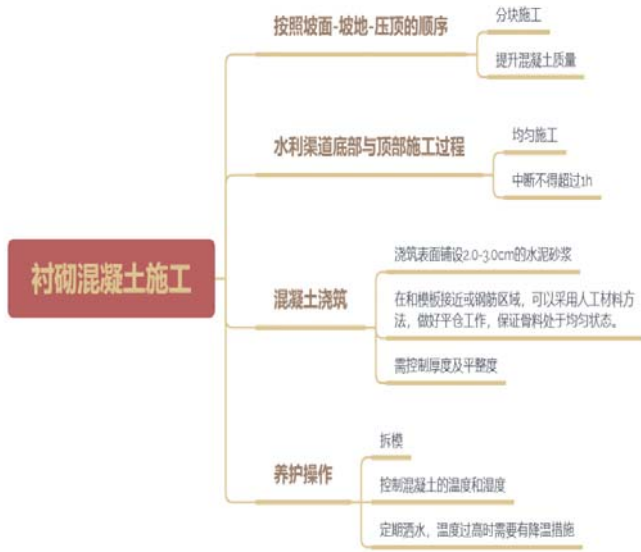 按照坡面-坡地-压顶的顺序
分块施工
提升混凝土质量
水利渠道底部与顶部施工过程
均匀施工
中断不得超过1h
衬砌混凝土施工
混凝土浇筑
浇筑表面铺设2.0-3.0cm的水泥砂浆
在和模板接近或钢筋区域，可以采用人工材料方
法，做好平仓工作，保证骨料处于均匀状态。
需控制厚度及平整度
养护操作
拆模
控制混凝土的温度和湿度
定期洒水，温度过高时需要有降温措施